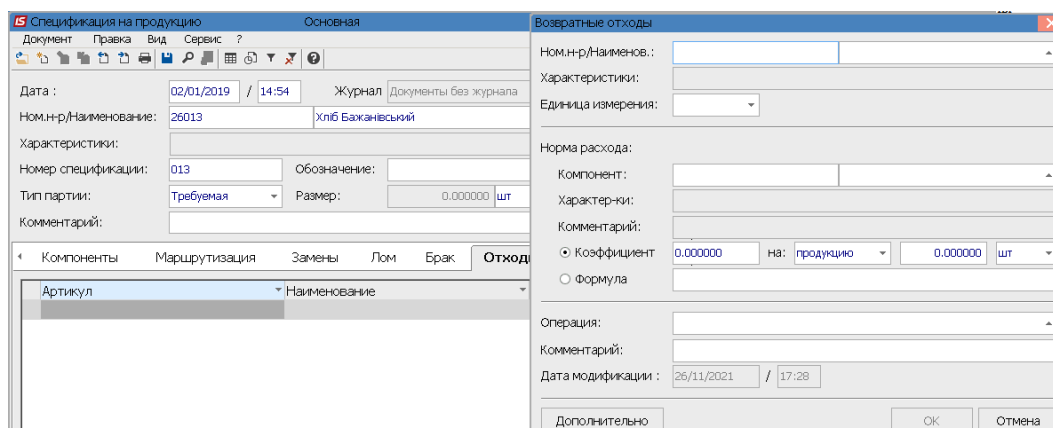 Спецификация на продукцию Основная
Документ Правка Вид Сервис ?
Дата : 02/01/2019 / 14:54 Журнал Документы без журнала
Ном.н-р/Наименование: 26013 Хліб Бажанівський
Характеристики:
Номер спецификации: 013 Обозначение:
Тип партии: Требуемая Размер: 0.000000 шт
Комментарий:
Компоненты Маршрутизация Замены Лом Брак Отходы
Артикул Наименование
Возвратные отходы
Ном.н-р/Наименов.:
Характеристики:
Единица измерения:
Норма расхода:
Компонент:
Характер-ки:
Комментарий:
Коэффициент 0.000000 на: продукцию 0.000000 шт
Формула
Операция:
Комментарий:
Дата модификации : 26/11/2021 / 17:28
Дополнительно OK Отмена